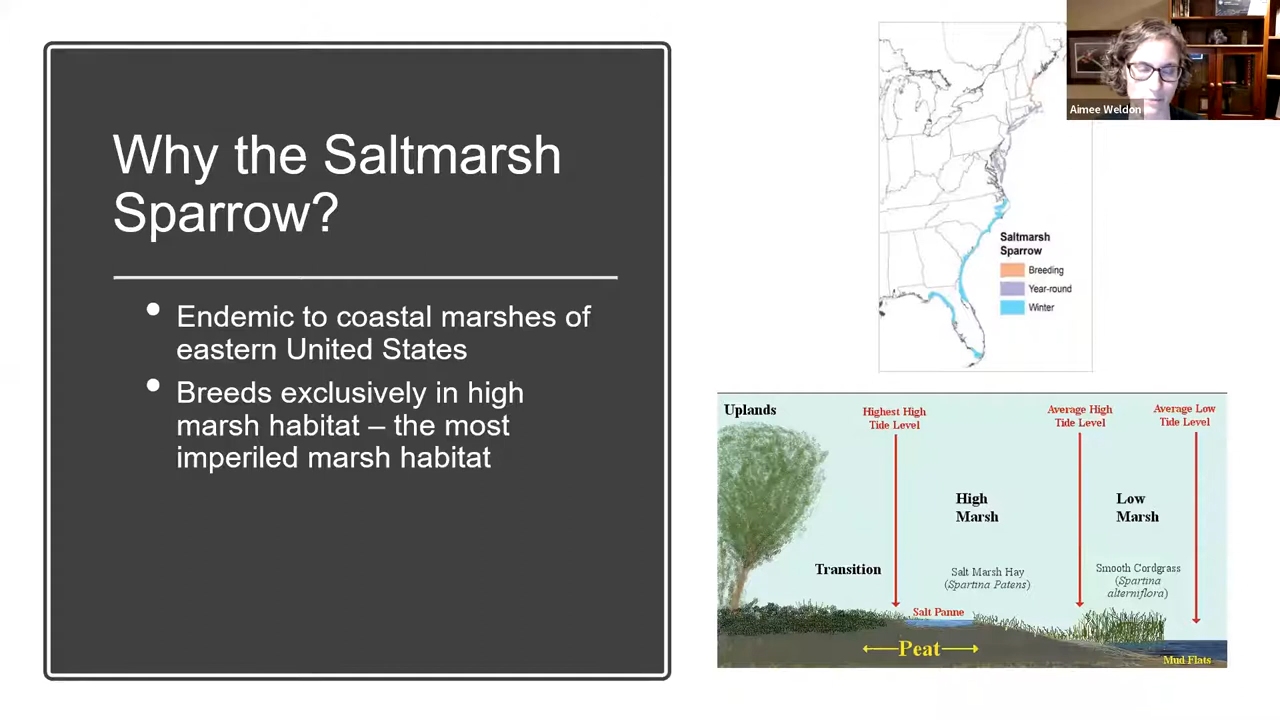 Why the Saltmarsh
Sparrow?
• Endemic to coastal marshes of
eastern United States
• Breeds exclusively in high
marsh habitat – the most
imperiled marsh habitat
Saltmarsh
Sparrow
Breeding
Year-round
Winter
Aimee Weldon
Uplands
Highest High
Tide Level
Average High
Tide Level
Average Low
Tide Level
High
Marsh
Low
Marsh
Transition
Salt Marsh Hay
(Spartina Patens)
Smooth Cordgrass
(Spartina
alterniflora)
Salt Panne
Peat
Mud Flats